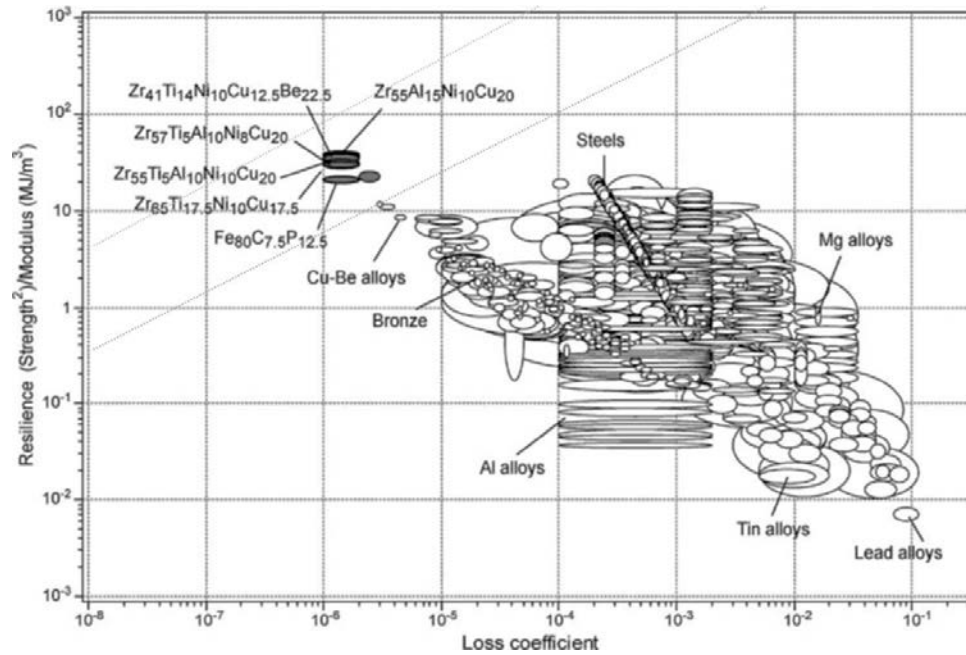 10³
10²
10
1
10⁻¹
10⁻²
10⁻³
Resilience (Strength²)/Modulus (MJ/m³)
Zr₄₁Ti₁₄Ni₁₀Cu₁₂.₅Be₂₂.₅
Zr₅₅Al₁₅Ni₁₀Cu₂₀
Zr₅₇Ti₅Al₁₀Ni₈Cu₂₀
Zr₅₅Ti₅Al₁₀Ni₁₀Cu₂₀
Zr₆₅Ti₁₇.₅Ni₁₀Cu₁₇.₅
Fe₈₀C₇.₅P₁₂.₅
Cu-Be alloys
Bronze
Steels
Mg alloys
Al alloys
Tin alloys
Lead alloys
10⁻⁸ 10⁻⁷ 10⁻⁶ 10⁻⁵ 10⁻⁴ 10⁻³ 10⁻² 10⁻¹
Loss coefficient